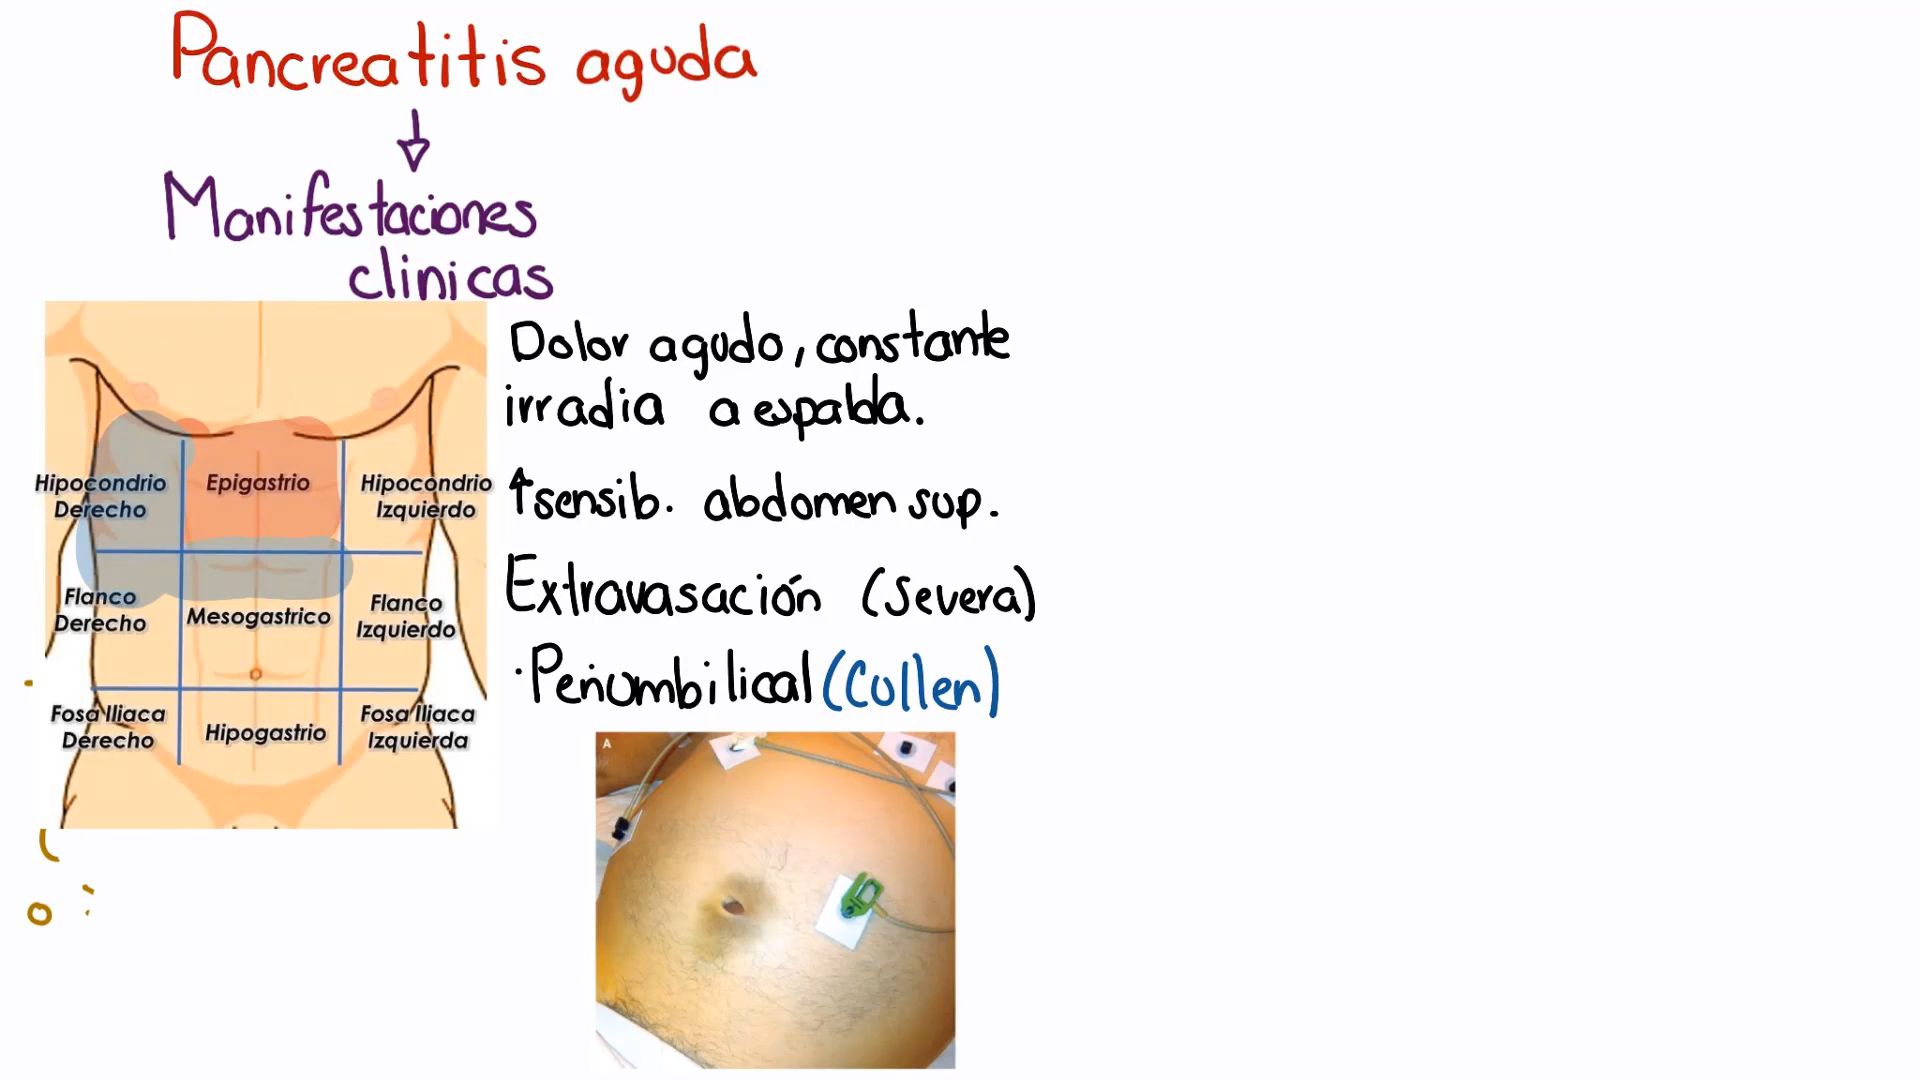 Pancreatitis aguda
Manifestaciones
clinicas
Hipocondrio
Derecho
Epigastrio
Hipocondrio
Izquierdo
Flanco
Derecho
Mesogastrico
Flanco
Izquierdo
Fosa Iliaca
Derecho
Hipogastrio
Fosa Iliaca
Izquierda
Dolor agudo, constante
irradia a espalda.
↑sensib. abdomen sup.
Extravasación (severa)
·Periumbilical (Cullen)
A